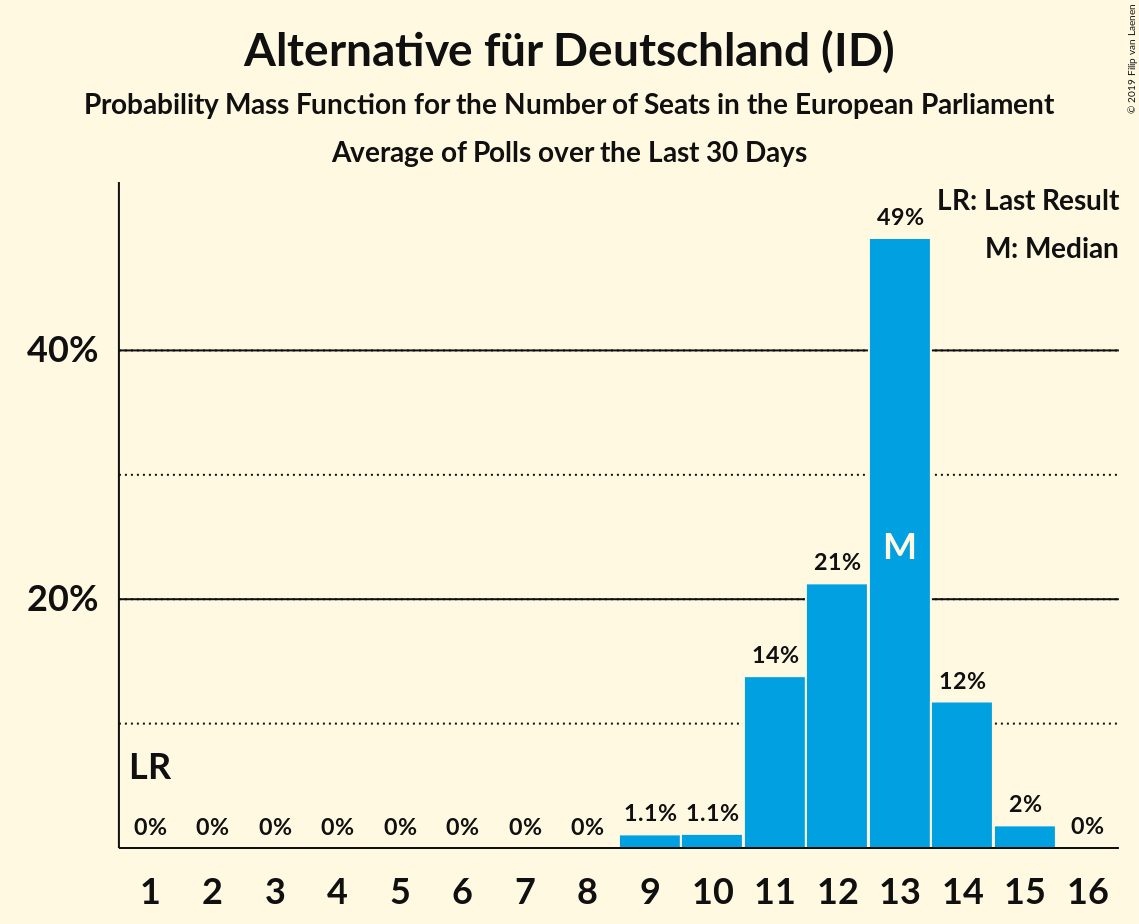 Alternative für Deutschland (ID)
Probability Mass Function for the Number of Seats in the European Parliament
Average of Polls over the Last 30 Days
© 2019 Filip van Laenen
LR: Last Result
M: Median
49%
40%
M
21%
20%
14%
12%
LR
0% 0% 0% 0% 0% 0% 0% 0% 1.1% 1.1% 2% 0%
1 2 3 4 5 6 7 8 9 10 11 12 13 14 15 16